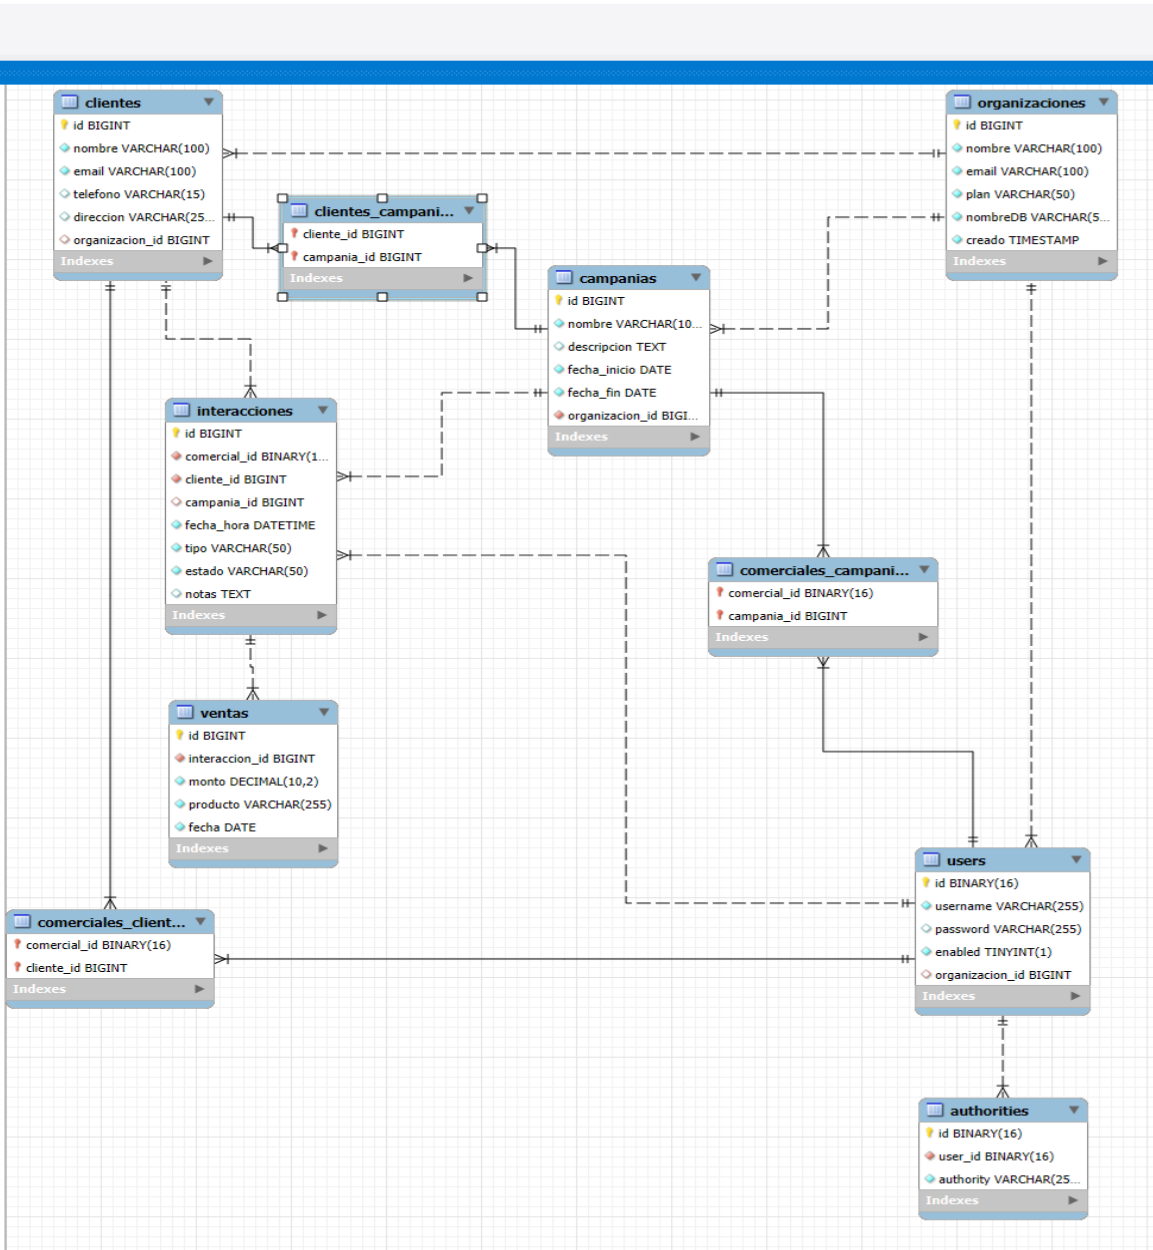 clientes
id BIGINT
nombre VARCHAR(100)
email VARCHAR(100)
telefono VARCHAR(15)
direccion VARCHAR(25...
organizacion_id BIGINT
Indexes
organizaciones
id BIGINT
nombre VARCHAR(100)
email VARCHAR(100)
plan VARCHAR(50)
nombreDB VARCHAR(5...
creado TIMESTAMP
Indexes
clientes_campani...
cliente_id BIGINT
campania_id BIGINT
Indexes
campanias
id BIGINT
nombre VARCHAR(10...
descripcion TEXT
fecha_inicio DATE
fecha_fin DATE
organizacion_id BIGI...
Indexes
interacciones
id BIGINT
comercial_id BINARY(1...
cliente_id BIGINT
campania_id BIGINT
fecha_hora DATETIME
tipo VARCHAR(50)
estado VARCHAR(50)
notas TEXT
Indexes
comerciales_campani...
comercial_id BINARY(16)
campania_id BIGINT
Indexes
ventas
id BIGINT
interaccion_id BIGINT
monto DECIMAL(10,2)
producto VARCHAR(255)
fecha DATE
Indexes
users
id BINARY(16)
username VARCHAR(255)
password VARCHAR(255)
enabled TINYINT(1)
organizacion_id BIGINT
Indexes
comerciales_client...
comercial_id BINARY(16)
cliente_id BIGINT
Indexes
authorities
id BINARY(16)
user_id BINARY(16)
authority VARCHAR(25...
Indexes